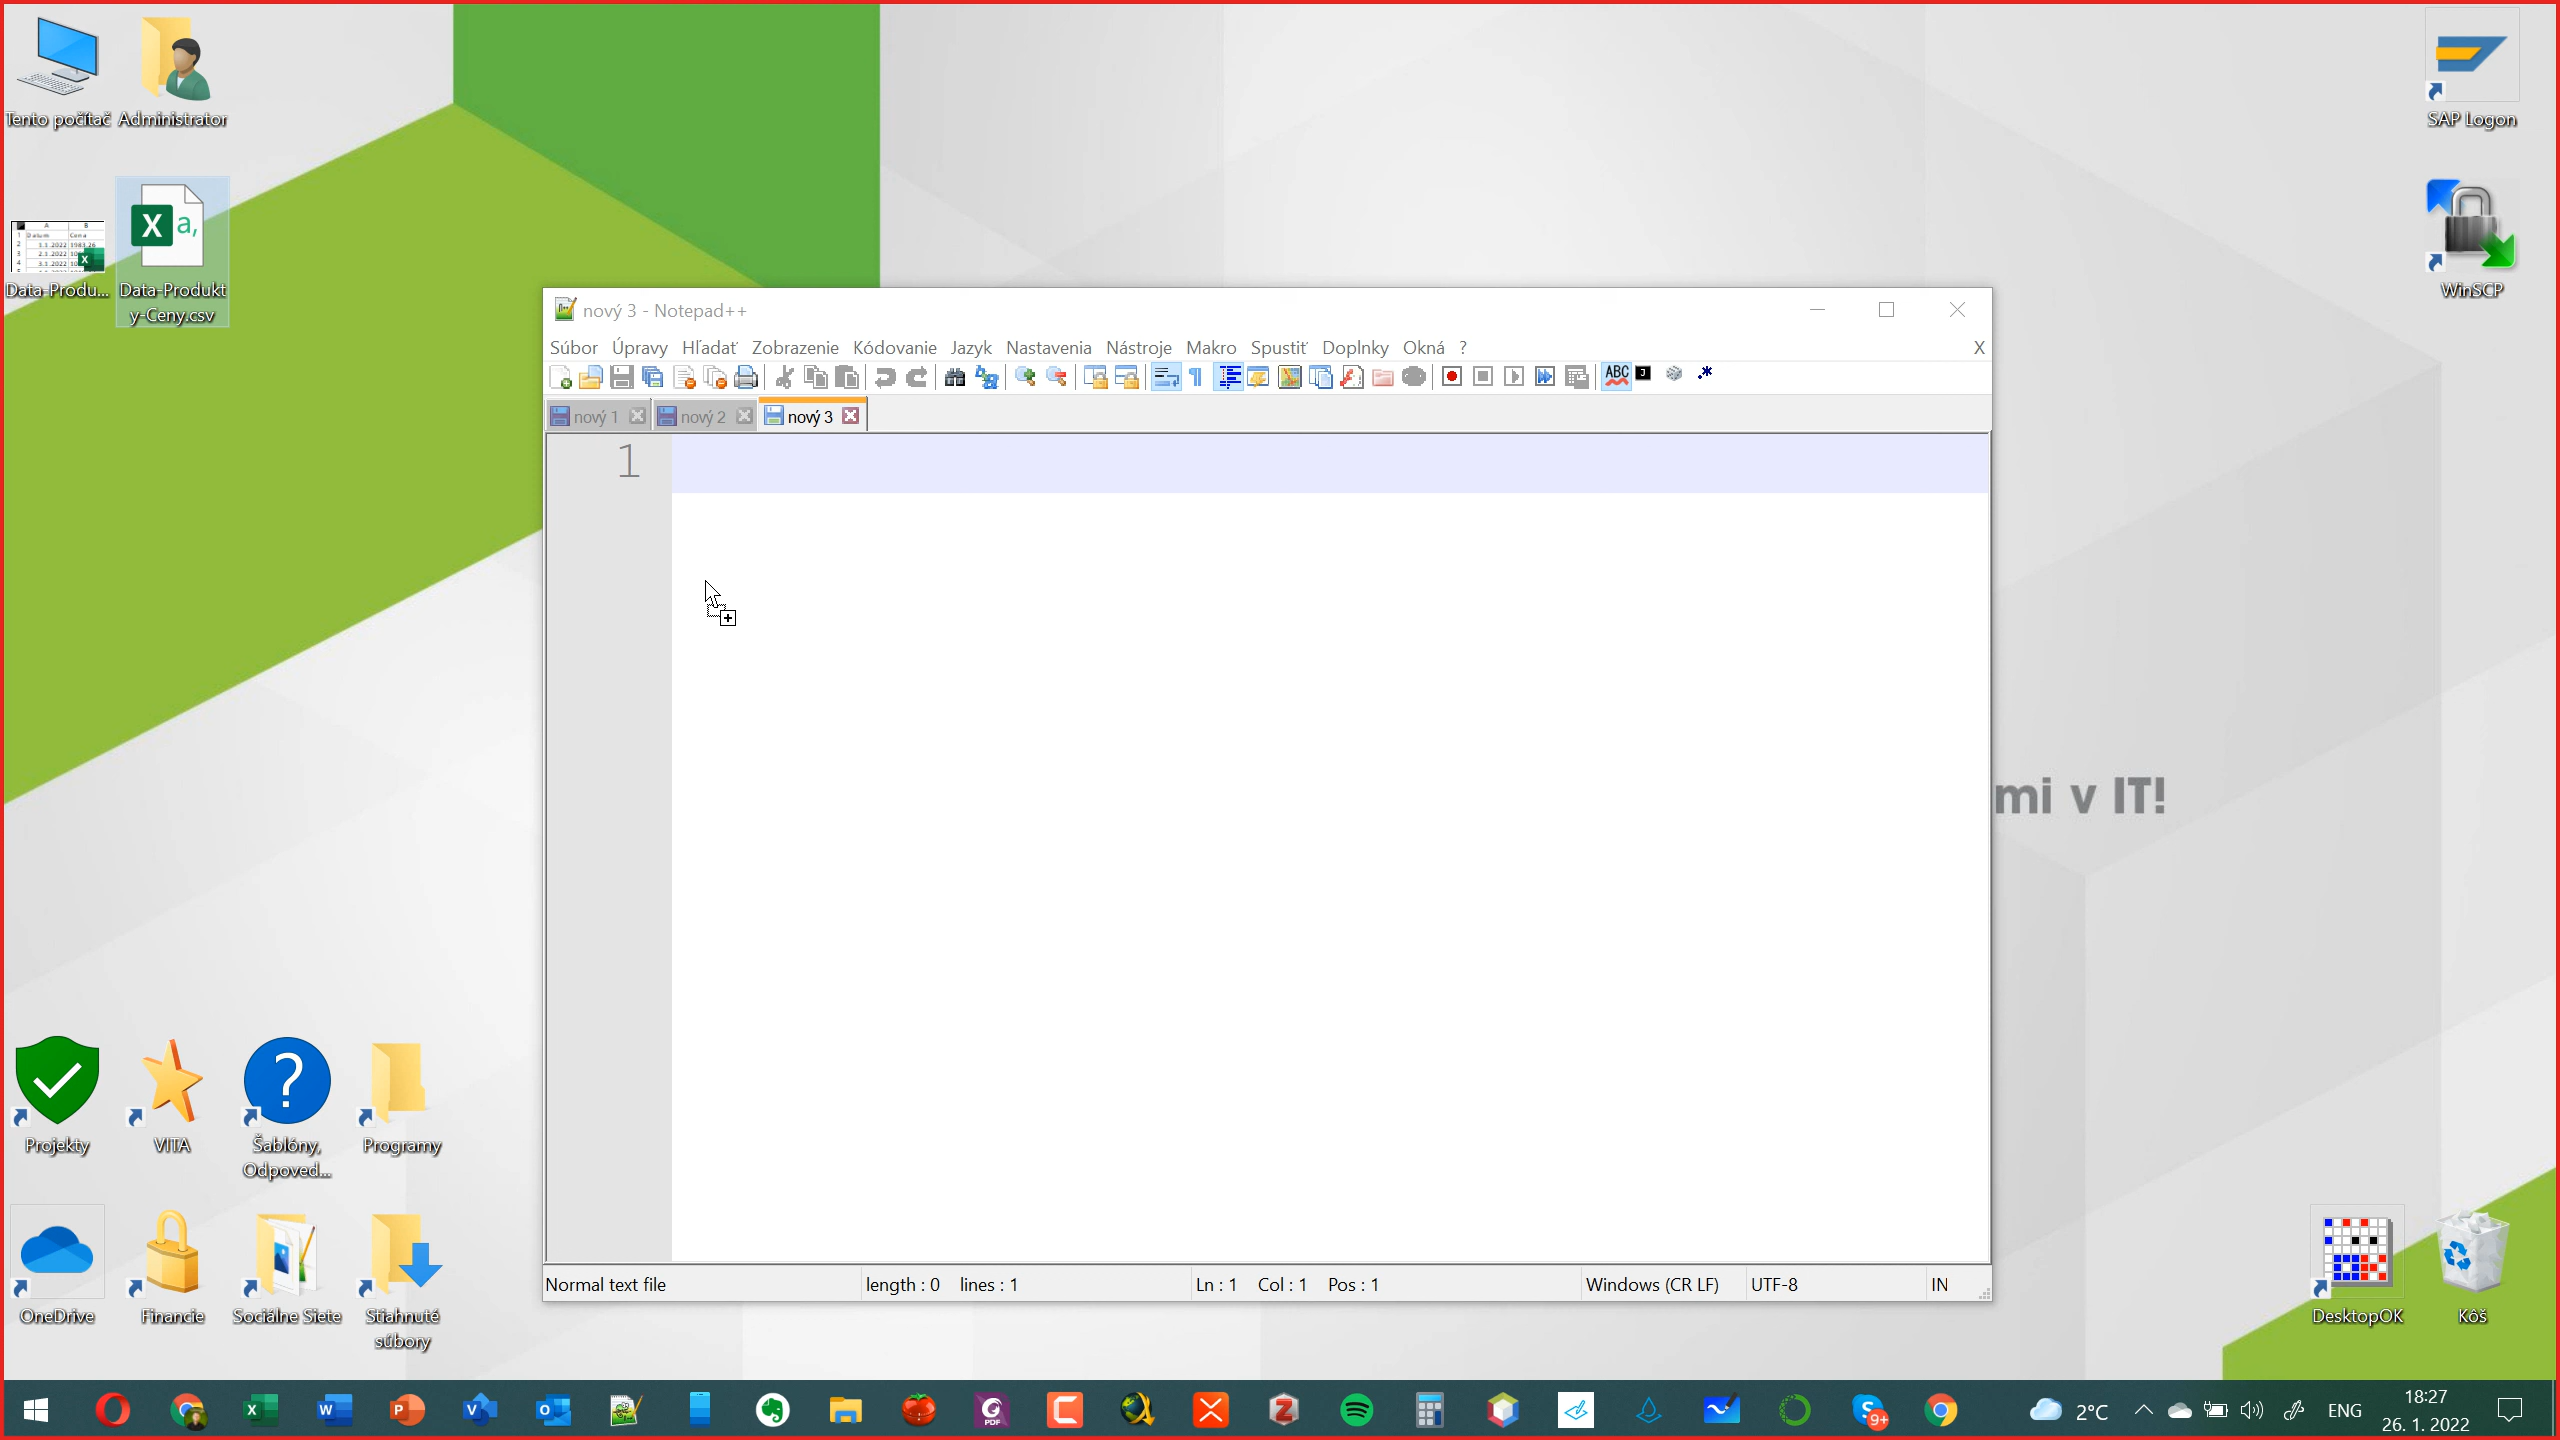 Tento počítač
Administrator
SAP Logon
Data-Produ...
Data-Produkt
y-Ceny.csv
WinSCP
nový 3 - Notepad++
Súbor Úpravy Hľadať Zobrazenie Kódovanie Jazyk Nastavenia Nástroje Makro Spustiť Doplnky Okná ? X
ABC
nový 1
nový 2
nový 3
1
mi v IT!
Projekty
VITA
Šablóny,
Odpoved...
Programy
OneDrive
Financie
Sociálne Siete
Stiahnuté
súbory
DesktopOK
Kôš
Normal text file
length : 0 lines : 1
Ln : 1 Col : 1 Pos : 1
Windows (CR LF)
UTF-8
IN
PDF
9+
2°C
ENG
18:27
26. 1. 2022